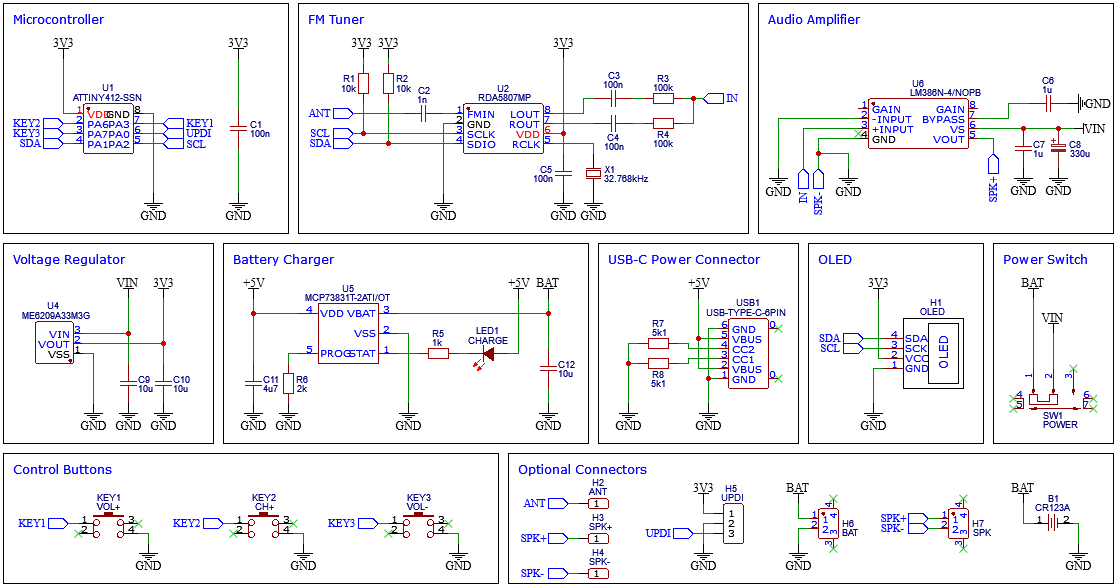 Microcontroller
3V3
3V3
U1
ATTINY412-SSN
1 VDD GND 8
KEY2 2 PA6 PA3 7 KEY1
KEY3 3 PA7 PA0 6 UPDI
SDA 4 PA1 PA2 5 SCL
C1
100n
GND
GND
FM Tuner
3V3 3V3
3V3
R1
10k
R2
10k
C2
1n
U2
RDA5807MP
ANT
SCL
SDA
1 FMIN LOUT 8
2 GND ROUT 7
3 SCLK VDD 6
4 SDIO RCLK 5
C3
100n
R3
100k
IN
C4
100n
R4
100k
C5
100n
X1
32.768kHz
GND
GND
GND
Audio Amplifier
U6
LM386N-4/NOPB
1 GAIN GAIN 8
2 -INPUT BYPASS 7
3 +INPUT VS 6
4 GND VOUT 5
C6
1u
GND
VIN
C7
1u
C8
330u
GND
IN
SPK-
GND
SPK+
GND
GND
Voltage Regulator
VIN
3V3
U4
ME6209A33M3G
VIN 3
VOUT 2
VSS 1
C9
10u
C10
10u
GND
GND
GND
Battery Charger
+5V
U5
MCP73831T-2ATI/OT
4 VDD VBAT 3
VSS 2
5 PROG STAT 1
+5V
BAT
R5
1k
LED1
CHARGE
C11
4u7
R6
2k
C12
10u
GND
GND
GND
GND
USB-C Power Connector
+5V
USB1
USB-TYPE-C-6PIN
R7
5k1
R8
5k1
6 GND 0
5 VBUS
4 CC2
3 CC1
2 VBUS
1 GND 0
GND
GND
OLED
3V3
H1
OLED
SDA 4 SDA
SCL 3 SCK
2 VCC
1 GND
OLED
GND
Power Switch
BAT
VIN
1
2
3
4
5
6
7
SW1
POWER
Control Buttons
KEY1
VOL+
KEY1 1 3
2 4
GND
KEY2
CH+
KEY2 1 3
2 4
GND
KEY3
VOL-
KEY3 1 3
2 4
GND
Optional Connectors
H2
ANT
ANT 1
H3
SPK+
SPK+ 1
H4
SPK-
SPK- 1
3V3
H5
UPDI
1
2
3
UPDI
GND
BAT
4
1 1 4
2 2 3
3
H6
BAT
GND
SPK+
SPK-
4
1 1 4
2 2 3
3
H7
SPK
BAT
B1
CR123A
1 2
GND